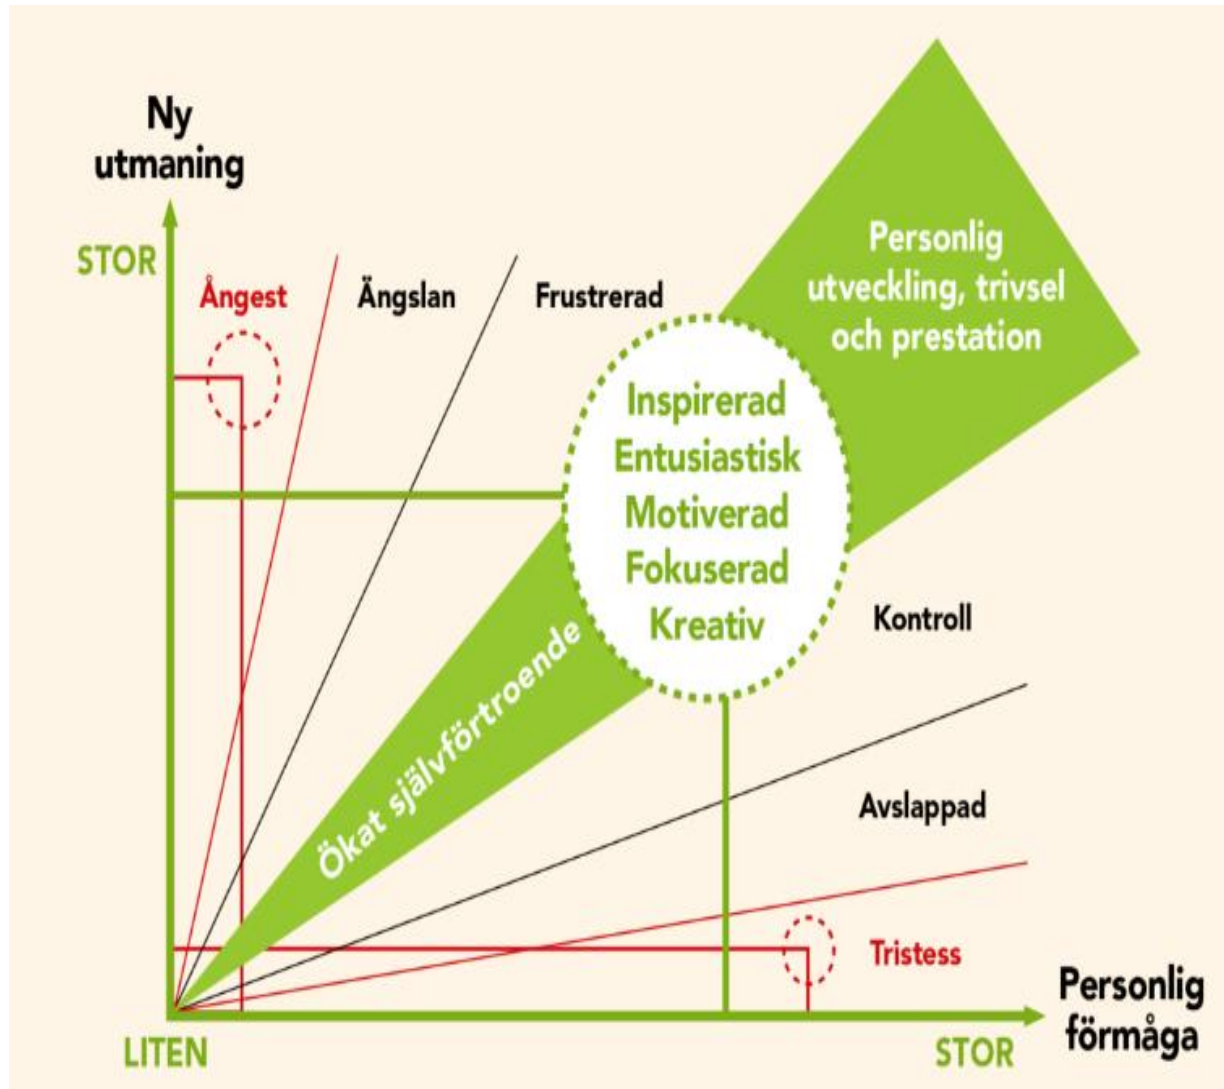 Ny
utmaning
STOR
Ångest
Ängslan
Frustrerad
Personlig
utveckling, trivsel
och prestation
Inspirerad
Entusiastisk
Motiverad
Fokuserad
Kreativ
Ökat självförtroende
Kontroll
Avslappad
Tristess
Personlig
förmåga
LITEN
STOR